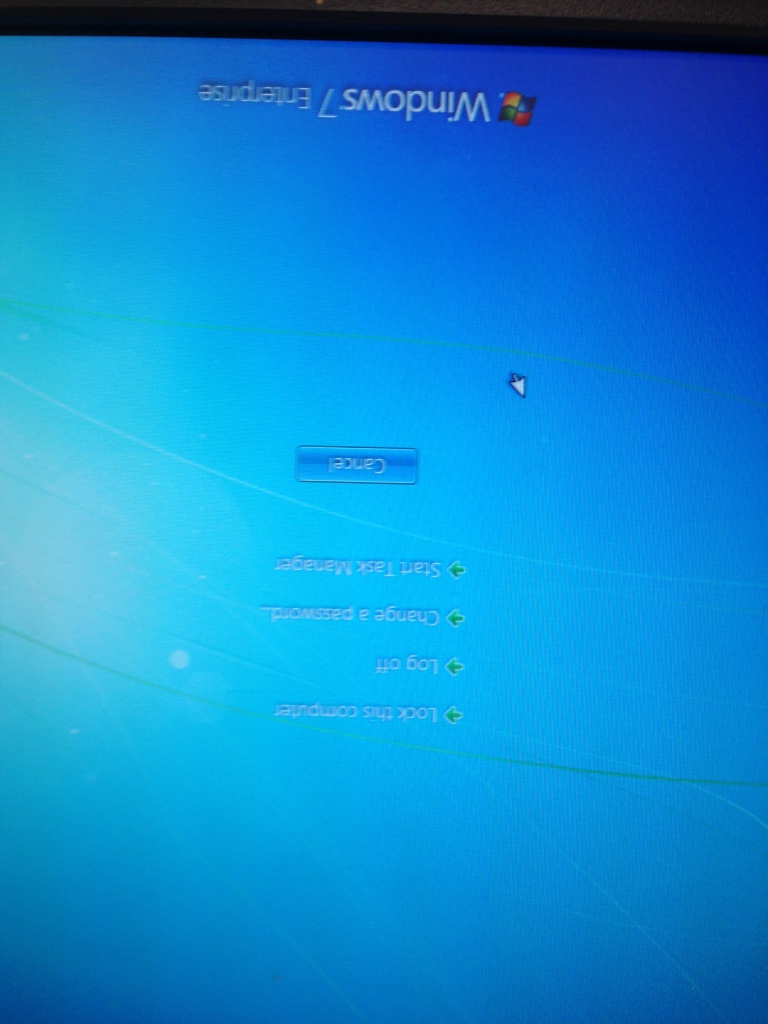 Lock this computer
Log off
Change a password...
Start Task Manager
Cancel
Windows 7 Enterprise